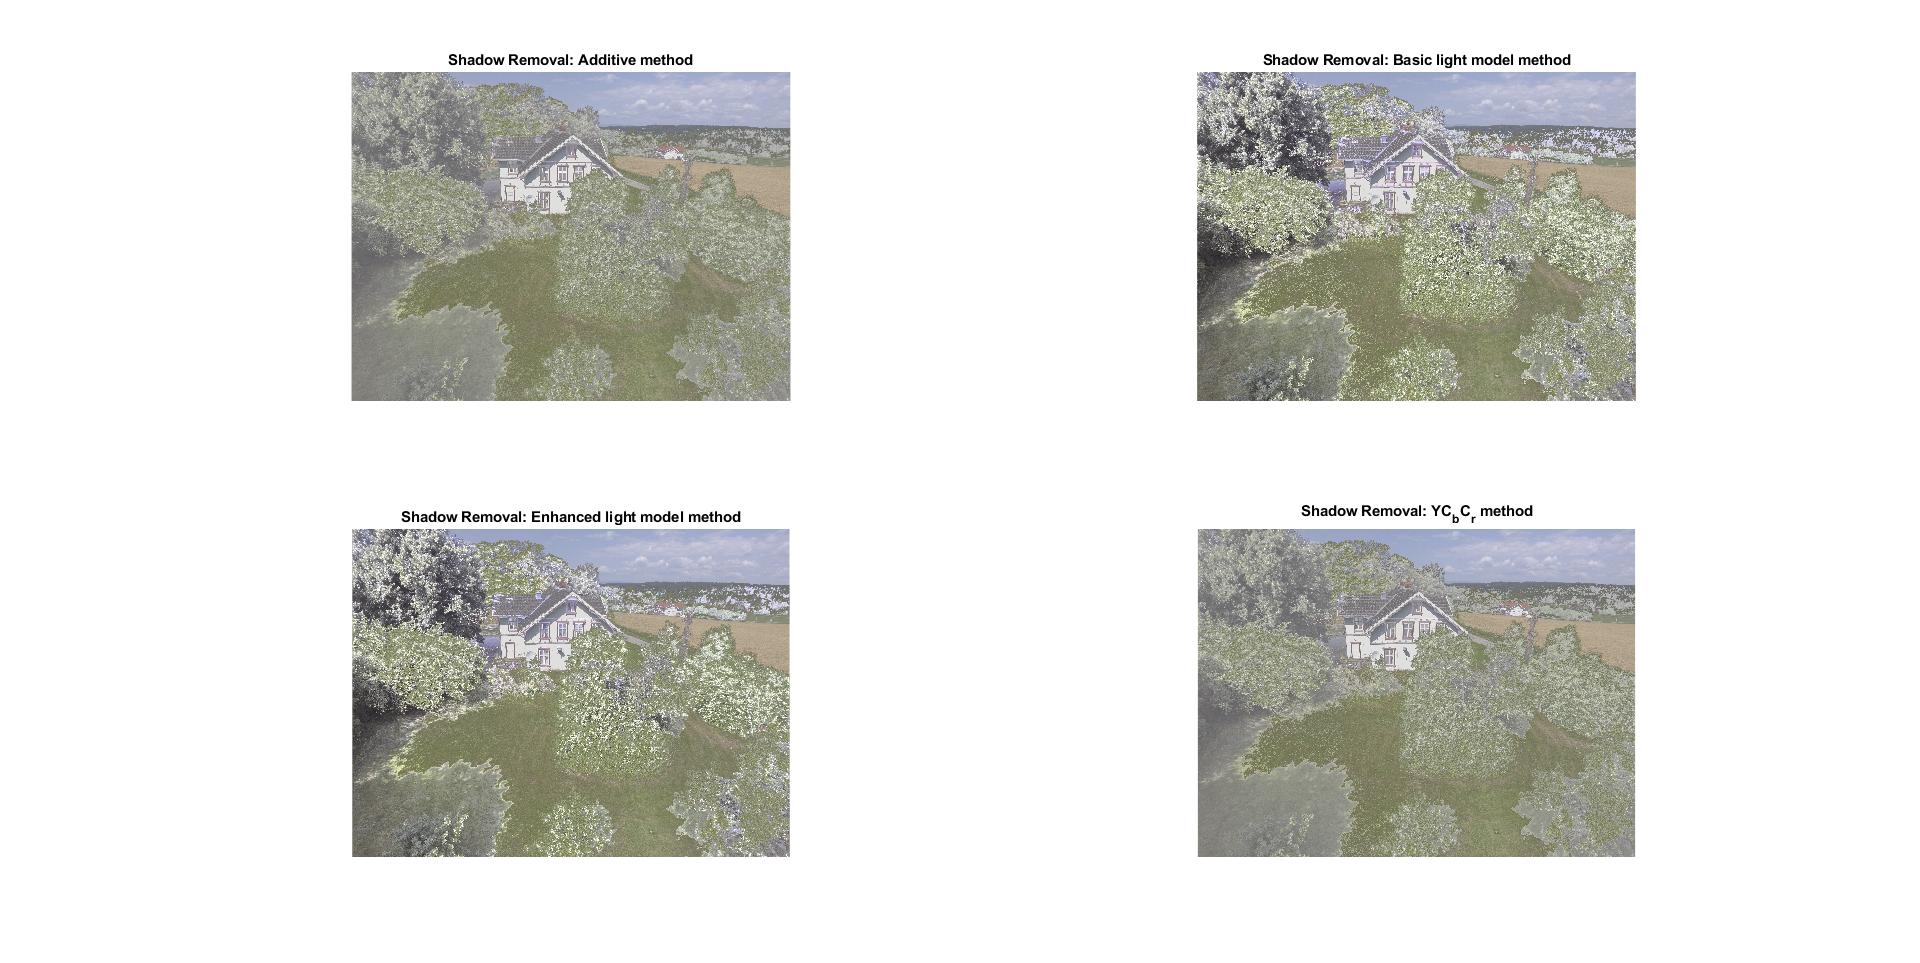 Shadow Removal: Additive method
Shadow Removal: Basic light model method
Shadow Removal: Enhanced light model method
Shadow Removal: YCbCr method